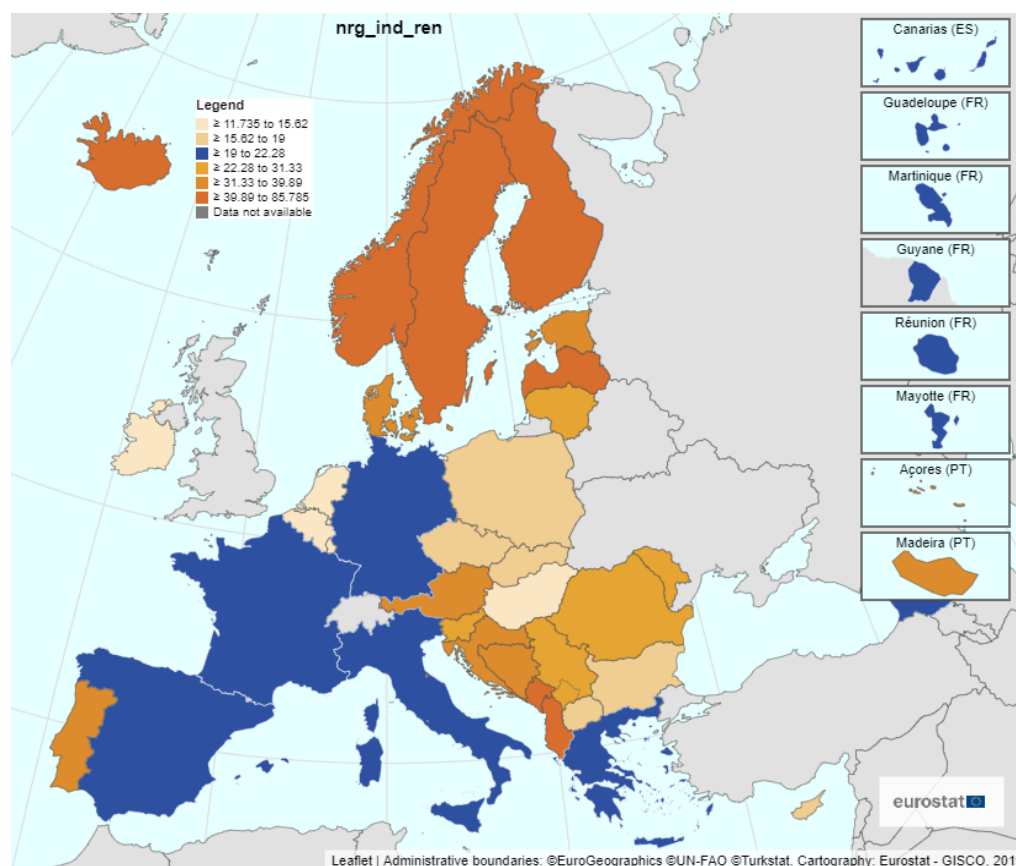 nrg_ind_ren
Legend
≥ 11.735 to 15.62
≥ 15.62 to 19
≥ 19 to 22.28
≥ 22.28 to 31.33
≥ 31.33 to 39.89
≥ 39.89 to 85.785
Data not available
Canarias (ES)
Guadeloupe (FR)
Martinique (FR)
Guyane (FR)
Réunion (FR)
Mayotte (FR)
Açores (PT)
Madeira (PT)
eurostat
Leaflet | Administrative boundaries: ©EuroGeographics ©UN-FAO ©Turkstat, Cartography: Eurostat - GISCO, 201